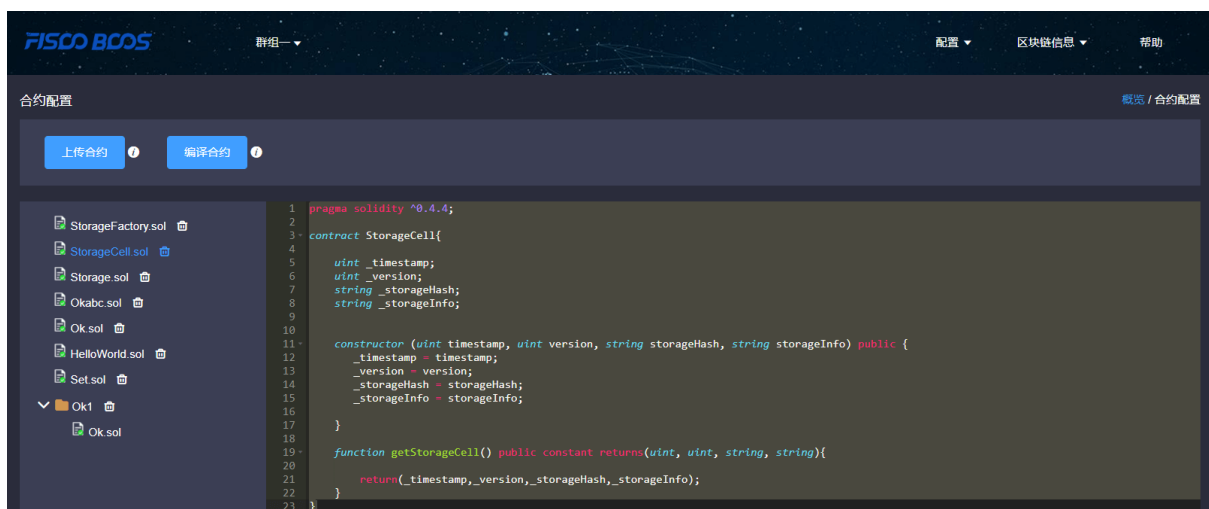 FISCO BCOS 群组一 配置 区块链信息 帮助
合约配置 概览 / 合约配置
上传合约 编译合约
StorageFactory.sol
StorageCell.sol
Storage.sol
Okabc.sol
Ok.sol
HelloWorld.sol
Set.sol
Ok1
Ok.sol
1 pragma solidity ^0.4.4;
2
3 contract StorageCell{
4
5 uint _timestamp;
6 uint _version;
7 string _storageHash;
8 string _storageInfo;
9
10
11 constructor (uint timestamp, uint version, string storageHash, string storageInfo) public {
12 _timestamp = timestamp;
13 _version = version;
14 _storageHash = storageHash;
15 _storageInfo = storageInfo;
16
17 }
18
19 function getStorageCell() public constant returns(uint, uint, string, string){
20
21 return(_timestamp,_version,_storageHash,_storageInfo);
22 }
23 }